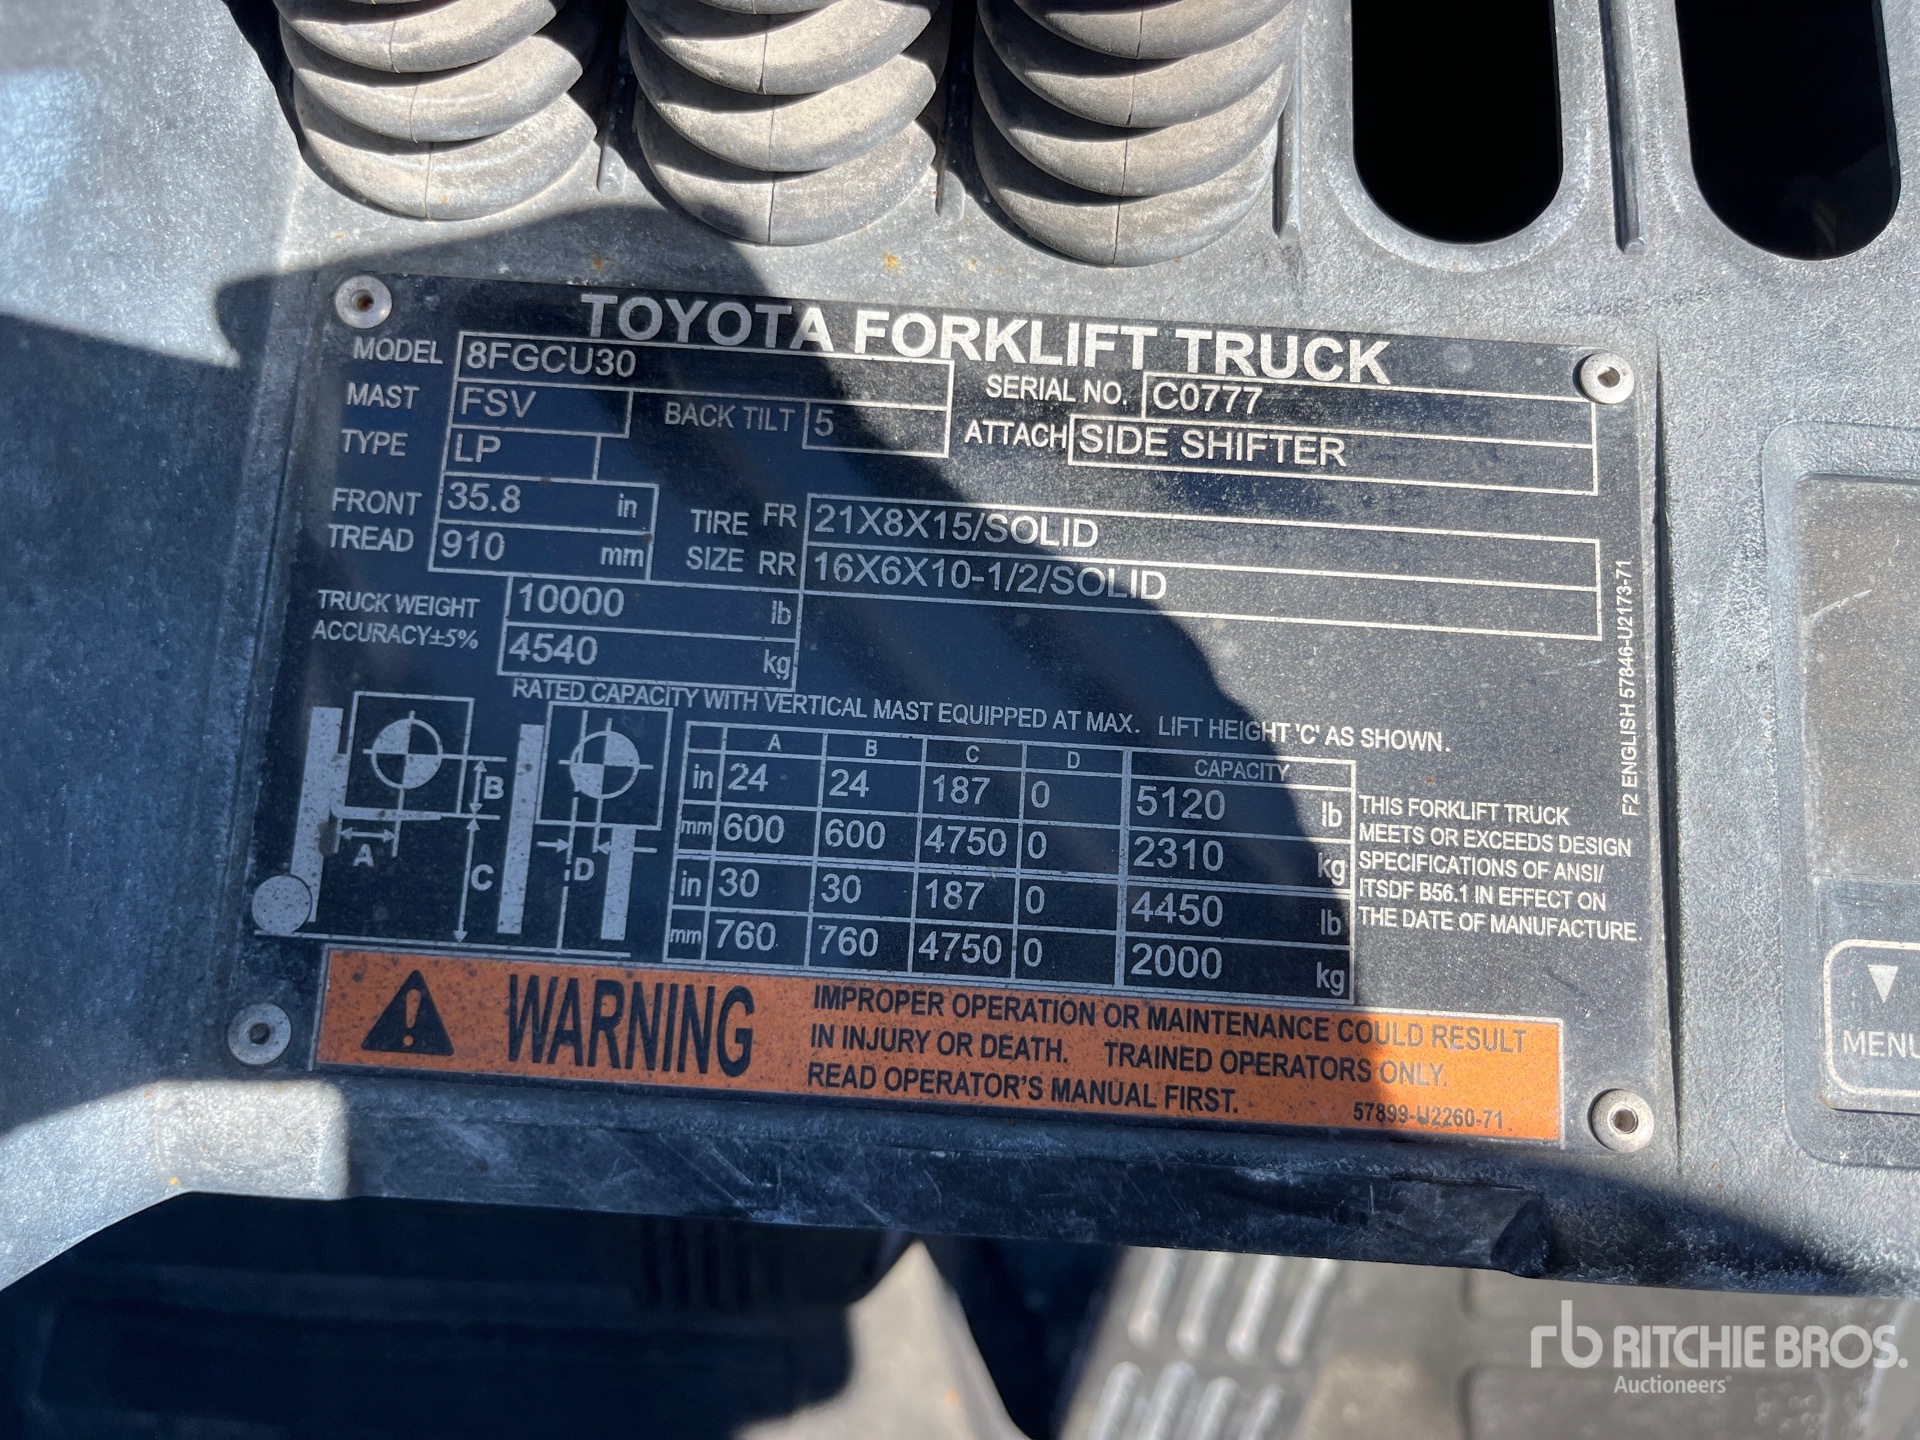 TOYOTA FORKLIFT TRUCK
MODEL 8FGCU30
SERIAL NO. C0777
MAST FSV BACK TILT 5
ATTACH SIDE SHIFTER
TYPE LP
FRONT TREAD 35.8 in
910 mm
TIRE SIZE FR 21X8X15/SOLID
RR 16X6X10-1/2/SOLID
TRUCK WEIGHT 10000 lb
ACCURACY±5% 4540 kg
RATED CAPACITY WITH VERTICAL MAST EQUIPPED AT MAX. LIFT HEIGHT 'C' AS SHOWN.
A B C D CAPACITY
in 24 24 187 0 5120 lb
mm 600 600 4750 0 2310 kg
in 30 30 187 0 4450 lb
mm 760 760 4750 0 2000 kg
B
A
C
D
THIS FORKLIFT TRUCK
MEETS OR EXCEEDS DESIGN
SPECIFICATIONS OF ANSI/
ITSDF B56.1 IN EFFECT ON
THE DATE OF MANUFACTURE.
F2 ENGLISH 57846-U2173-71
WARNING
IMPROPER OPERATION OR MAINTENANCE COULD RESULT
IN INJURY OR DEATH. TRAINED OPERATORS ONLY.
READ OPERATOR'S MANUAL FIRST.
57899-U2260-71
MENU
rb RITCHIE BROS.
Auctioneers